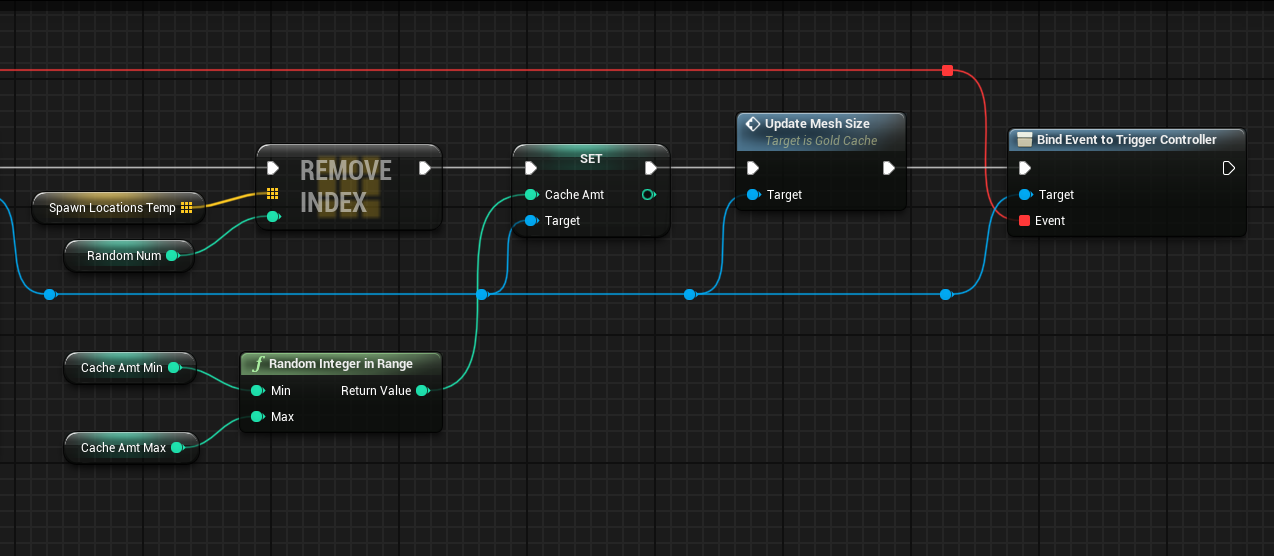 Update Mesh Size
Target is Gold Cache
Target
Bind Event to Trigger Controller
Target
Event
SET
Cache Amt
Target
REMOVE
INDEX
Spawn Locations Temp
Random Num
Cache Amt Min
Random Integer in Range
Min
Return Value
Max
Cache Amt Max